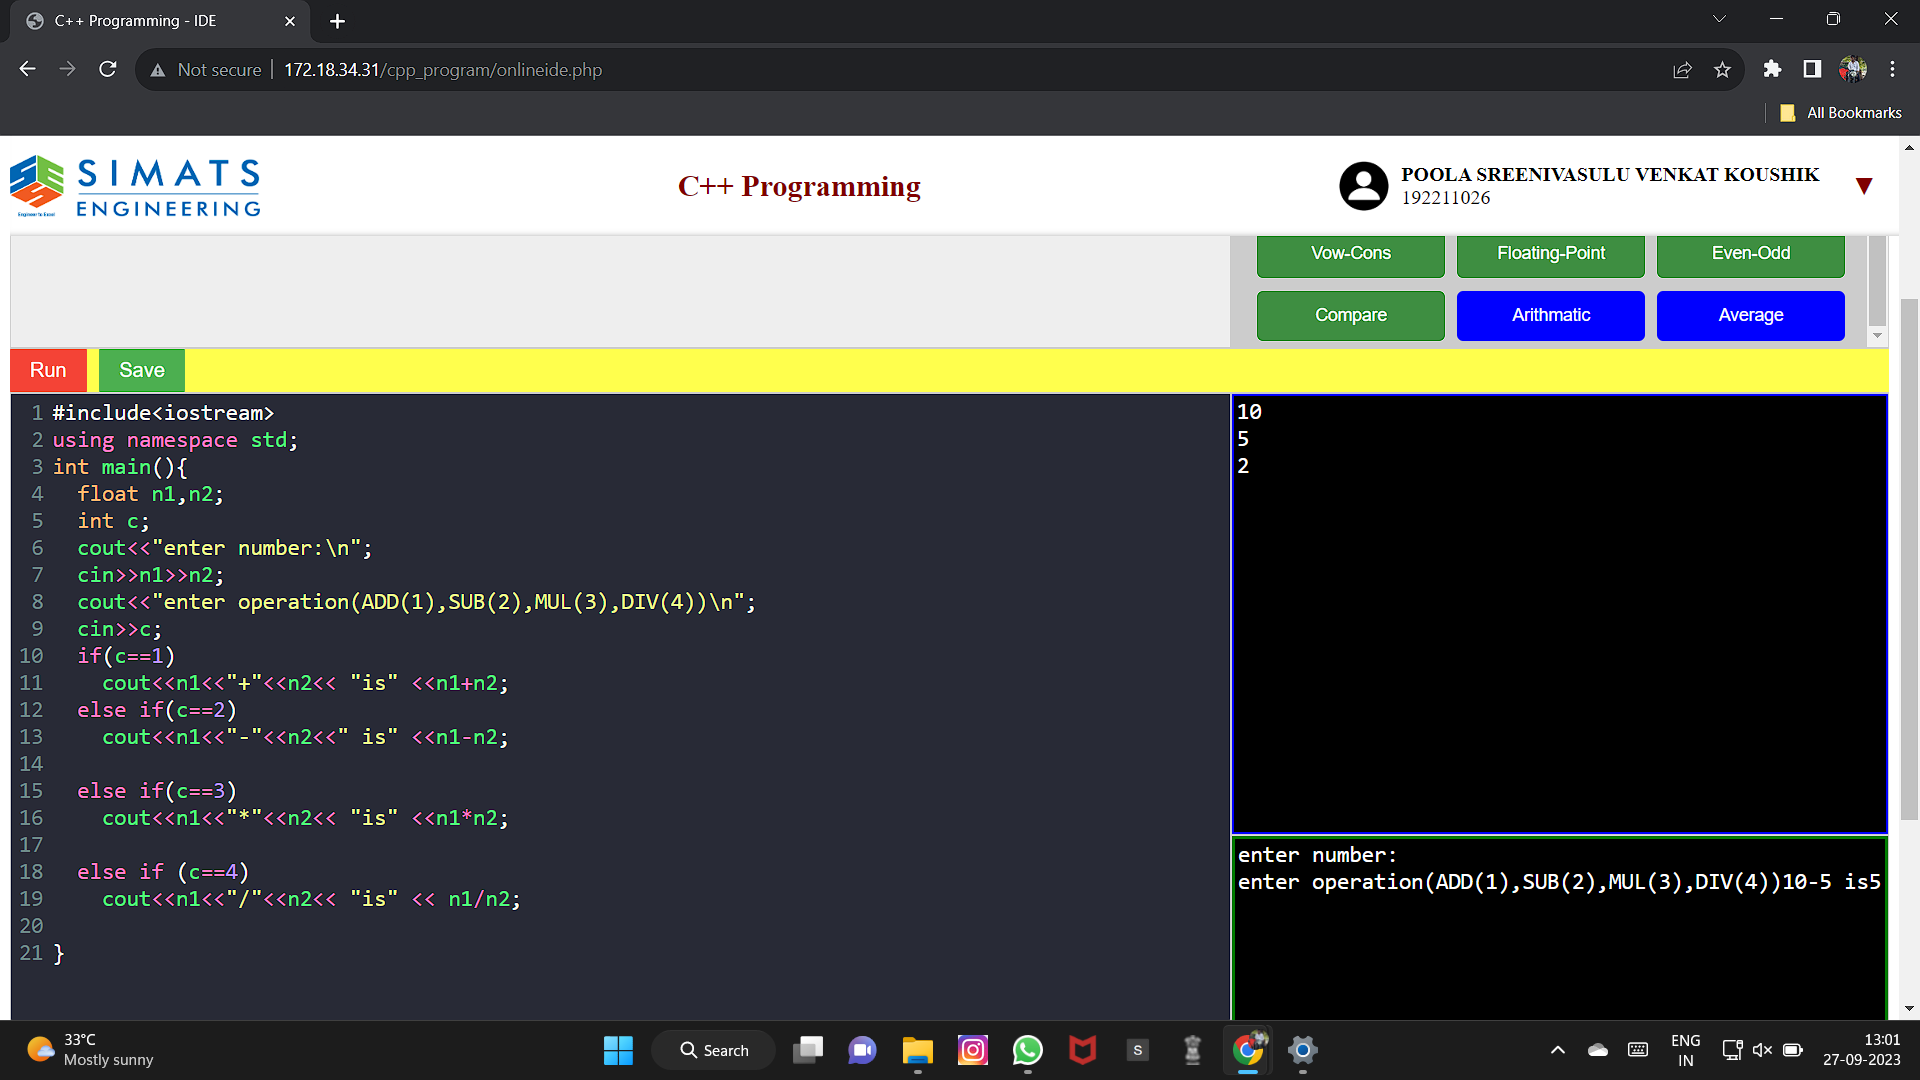 C++ Programming - IDE
Not secure 172.18.34.31/cpp_program/onlineide.php
All Bookmarks
SIMATS
ENGINEERING
Engineer to Excel
C++ Programming
POOLA SREENIVASULU VENKAT KOUSHIK
192211026
Vow-Cons Floating-Point Even-Odd
Compare Arithmatic Average
Run Save
1 #include<iostream>
2 using namespace std;
3 int main(){
4 float n1,n2;
5 int c;
6 cout<<"enter number:\n";
7 cin>>n1>>n2;
8 cout<<"enter operation(ADD(1),SUB(2),MUL(3),DIV(4))\n";
9 cin>>c;
10 if(c==1)
11 cout<<n1<<"+"<<n2<< "is" <<n1+n2;
12 else if(c==2)
13 cout<<n1<<"-"<<n2<<" is" <<n1-n2;
14
15 else if(c==3)
16 cout<<n1<<"*"<<n2<< "is" <<n1*n2;
17
18 else if (c==4)
19 cout<<n1<<"/"<<n2<< "is" << n1/n2;
20
21 }
10
5
2
enter number:
enter operation(ADD(1),SUB(2),MUL(3),DIV(4))10-5 is5
33°C
Mostly sunny
Search
S
ENG
IN
13:01
27-09-2023